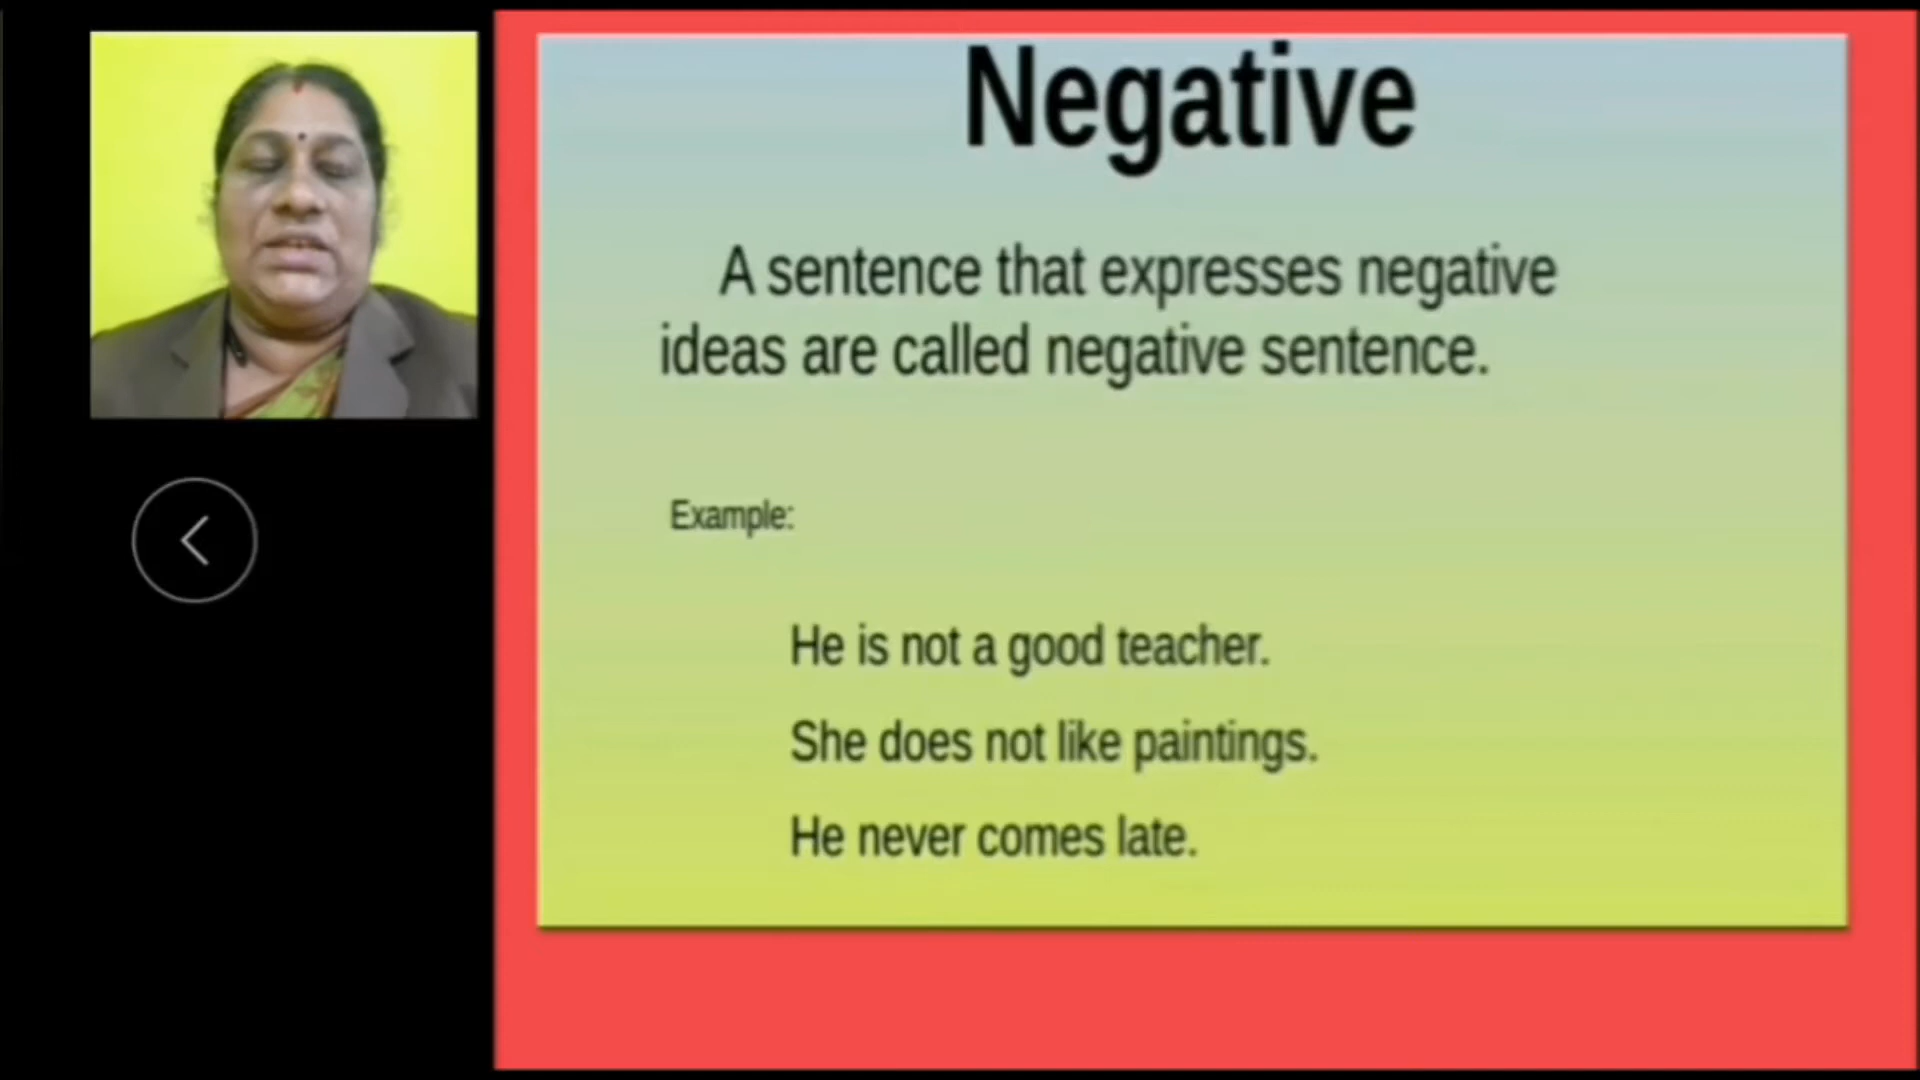 Negative
A sentence that expresses negative
ideas are called negative sentence.
Example:
He is not a good teacher.
She does not like paintings.
He never comes late.